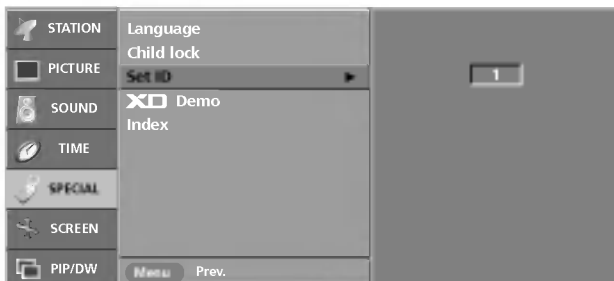 STATION
PICTURE
SOUND
TIME
SPECIAL
SCREEN
PIP/DW
Language
Child lock
Set ID
XD Demo
Index
Menu Prev.
1